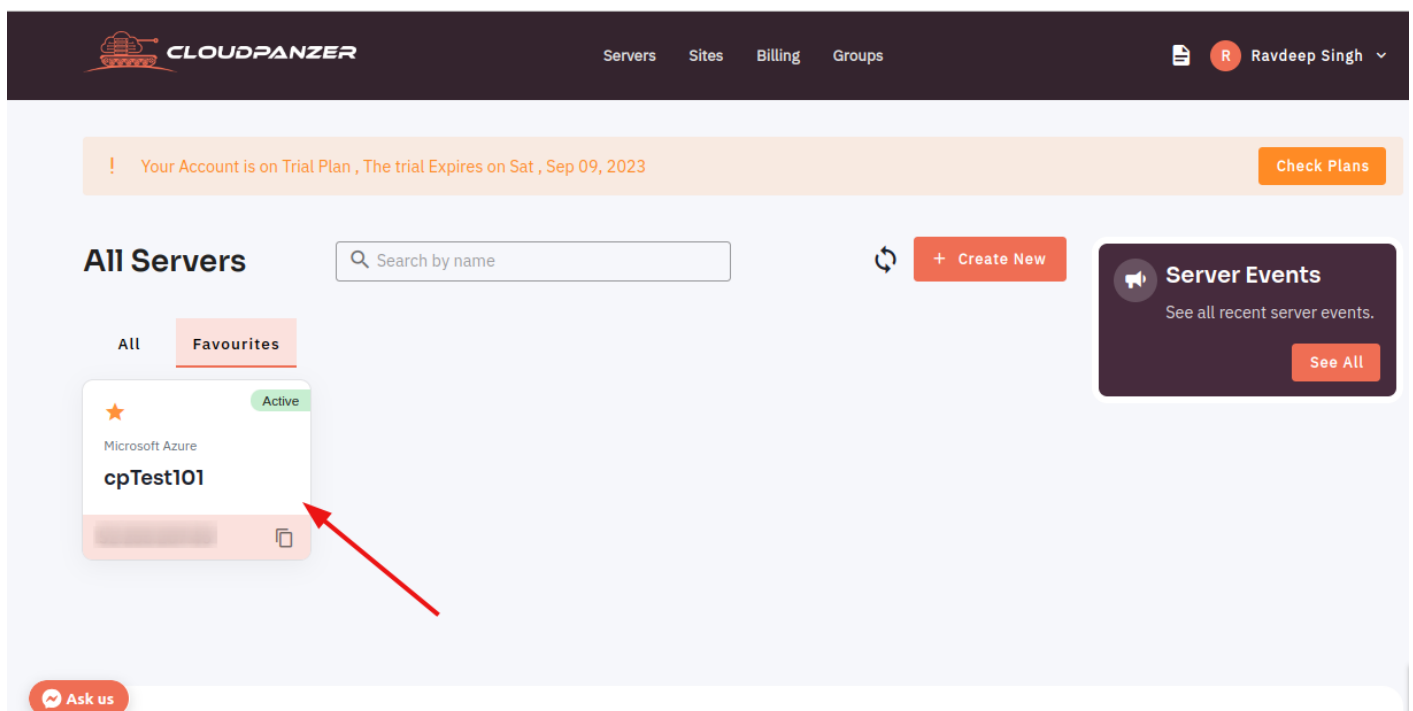 CLOUDPANZER
Servers Sites Billing Groups
R Ravdeep Singh
! Your Account is on Trial Plan , The trial Expires on Sat , Sep 09, 2023
Check Plans
All Servers
Search by name
+ Create New
Server Events
See all recent server events.
See All
All Favourites
Active
Microsoft Azure
cpTest101
Ask us